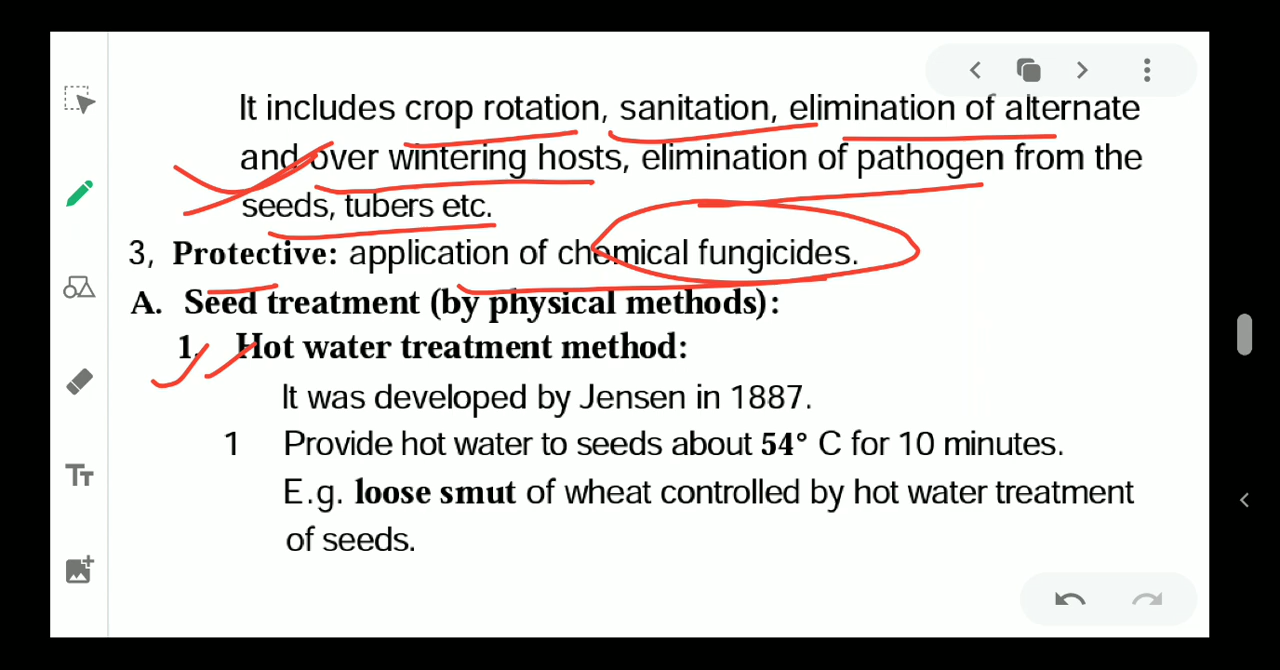 It includes crop rotation, sanitation, elimination of alternate
and over wintering hosts, elimination of pathogen from the
seeds, tubers etc.
3, Protective: application of chemical fungicides.
A. Seed treatment (by physical methods):
1. Hot water treatment method:
It was developed by Jensen in 1887.
1 Provide hot water to seeds about 54° C for 10 minutes.
E.g. loose smut of wheat controlled by hot water treatment
of seeds.
Tт